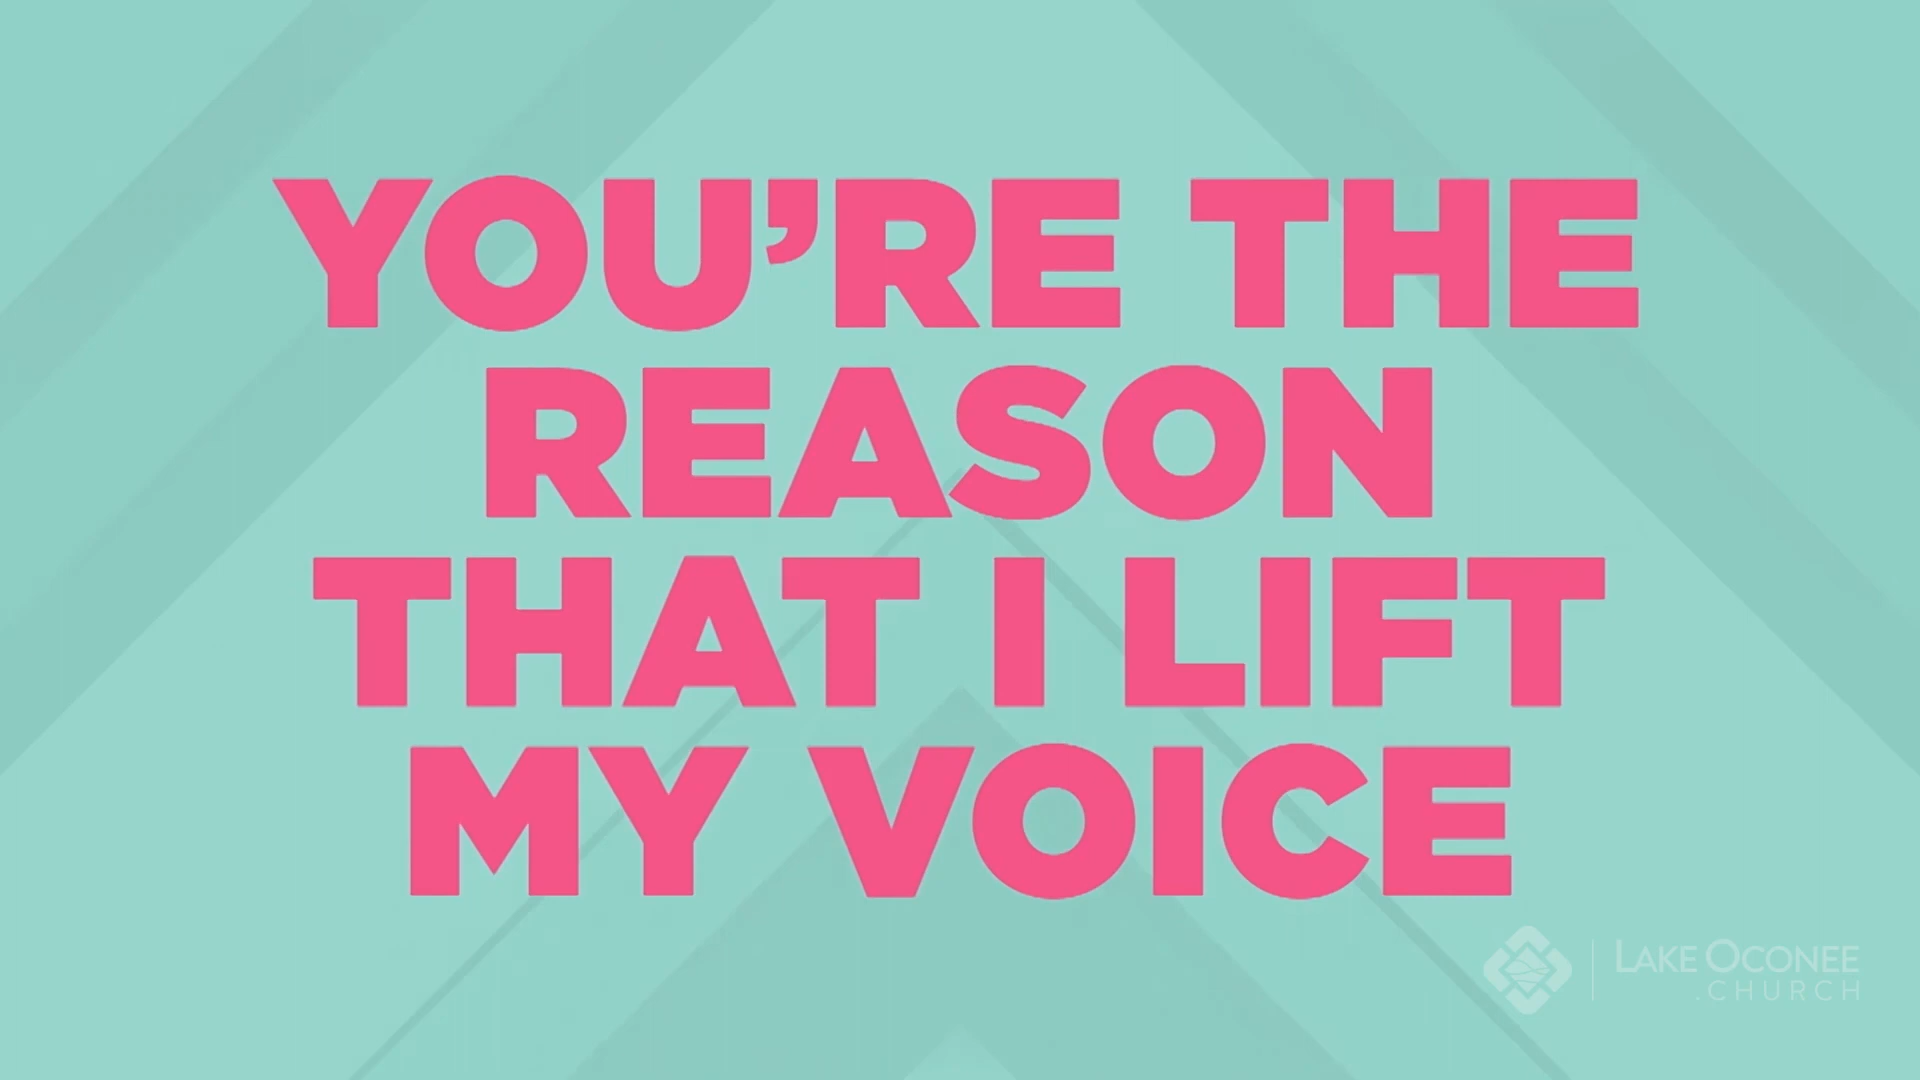 YOU’RE THE
REASON
THAT I LIFT
MY VOICE
LAKE OCONEE
.CHURCH